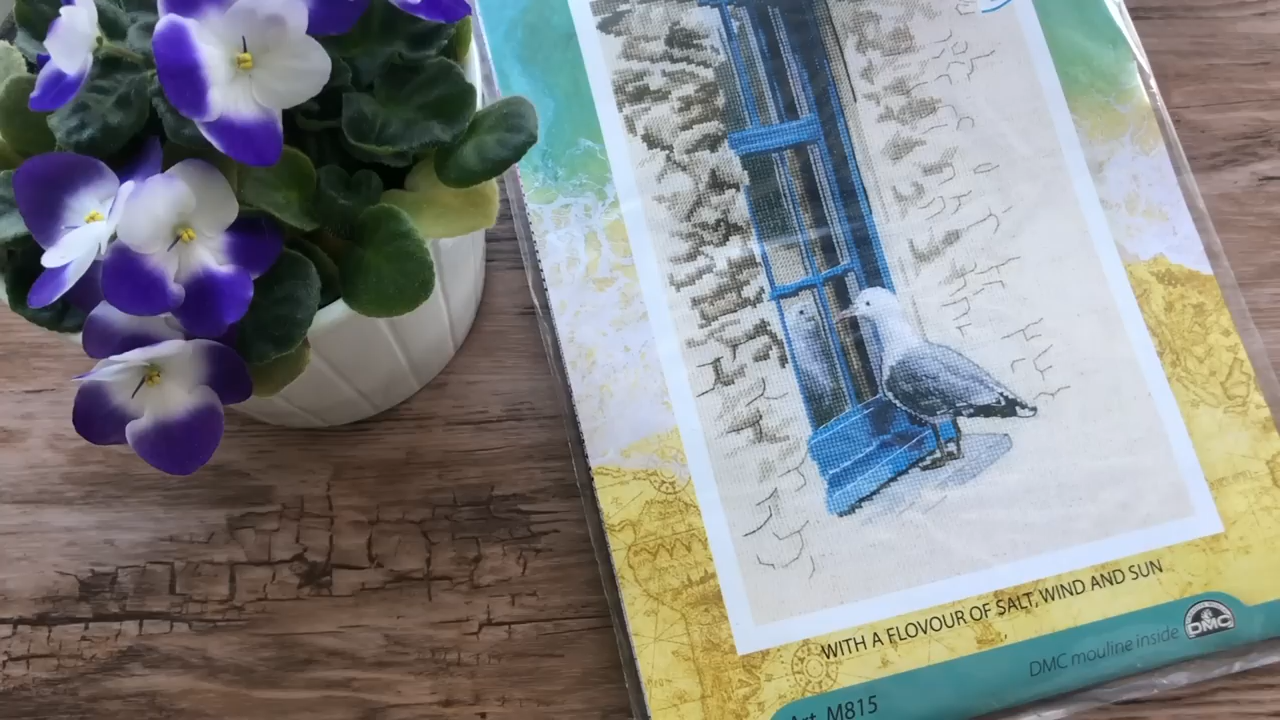 WITH A FLOVOUR OF SALT, WIND AND SUN
DMC mouline inside
DMC
Art. M815